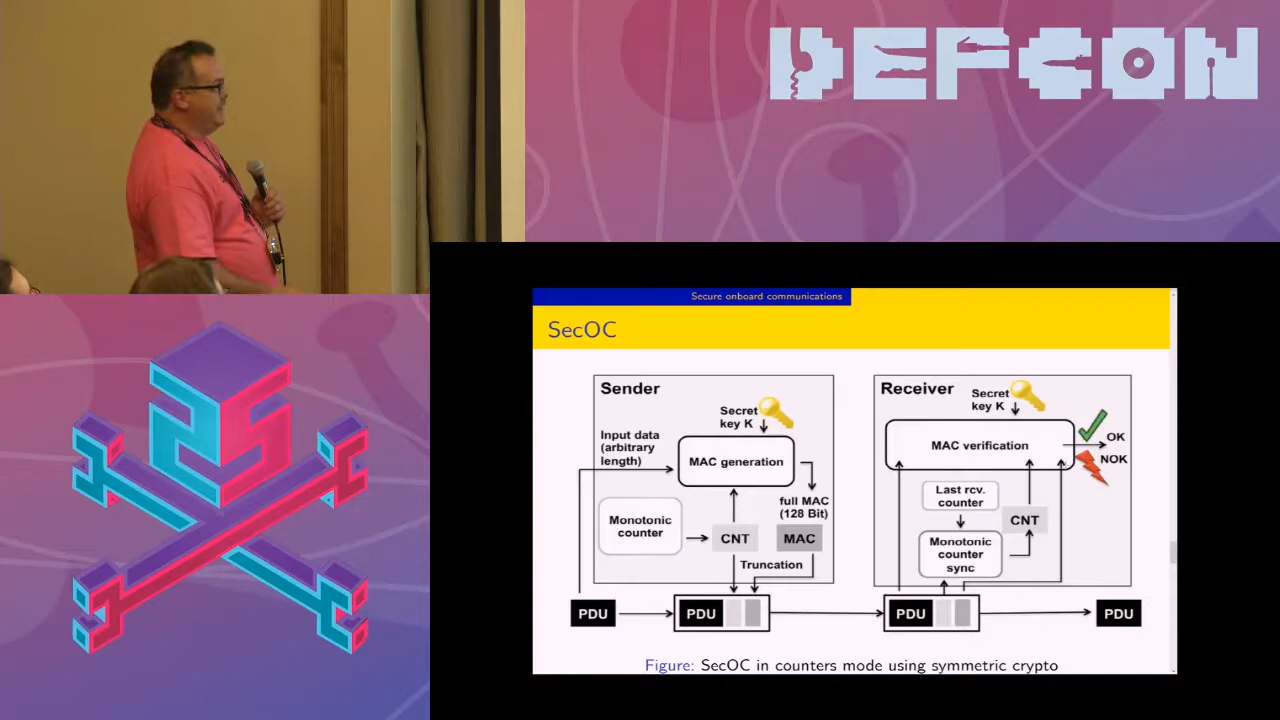 DEFCON
Secure onboard communications
SecOC
Sender
Secret
key K
Input data
(arbitrary
length)
MAC generation
full MAC
(128 Bit)
Monotonic
counter
CNT
MAC
Truncation
PDU
PDU
Receiver
Secret
key K
MAC verification
OK
NOK
Last rcv.
counter
CNT
Monotonic
counter
sync
PDU
PDU
Figure: SecOC in counters mode using symmetric crypto